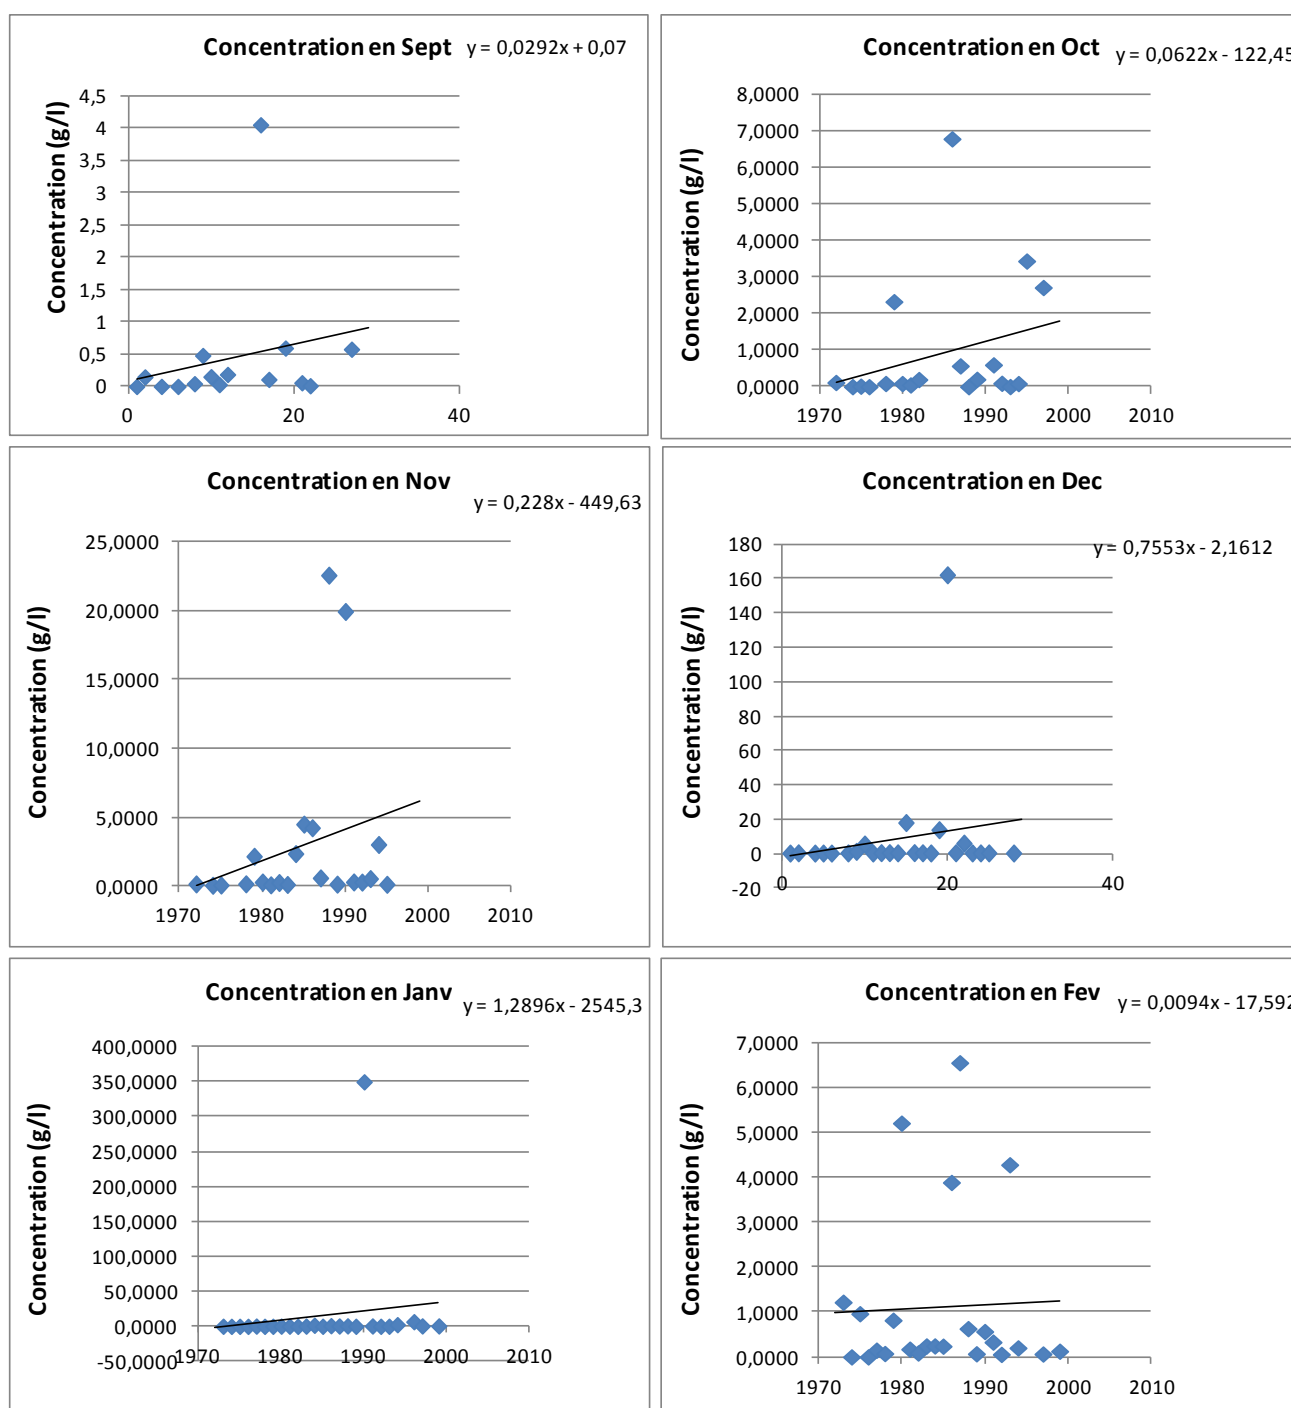 Concentration en Sept
y = 0,0292x + 0,07
Concentration (g/l)
4,5
4
3,5
3
2,5
2
1,5
1
0,5
0
0 20 40
Concentration en Oct
y = 0,0622x - 122,45
Concentration (g/l)
8,0000
7,0000
6,0000
5,0000
4,0000
3,0000
2,0000
1,0000
0,0000
1970 1980 1990 2000 2010
Concentration en Nov
y = 0,228x - 449,63
Concentration (g/l)
25,0000
20,0000
15,0000
10,0000
5,0000
0,0000
1970 1980 1990 2000 2010
Concentration en Dec
y = 0,7553x - 2,1612
Concentration (g/l)
180
160
140
120
100
80
60
40
20
0
-20
0 20 40
Concentration en Janv
y = 1,2896x - 2545,3
Concentration (g/l)
400,0000
350,0000
300,0000
250,0000
200,0000
150,0000
100,0000
50,0000
0,0000
-50,0000
1970 1980 1990 2000 2010
Concentration en Fev
y = 0,0094x - 17,592
Concentration (g/l)
7,0000
6,0000
5,0000
4,0000
3,0000
2,0000
1,0000
0,0000
1970 1980 1990 2000 2010